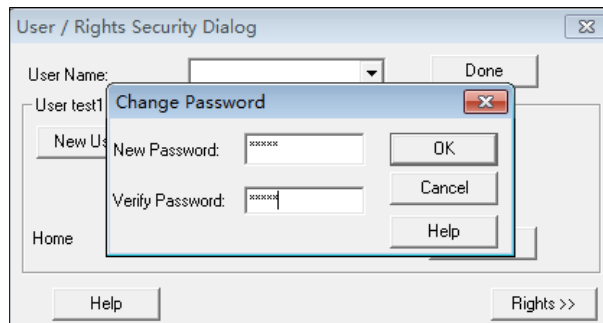 User / Rights Security Dialog
User Name:
Done
User test1
Change Password
New Us
New Password:
*****
OK
Verify Password:
*****
Cancel
Home
Help
Help
Rights >>